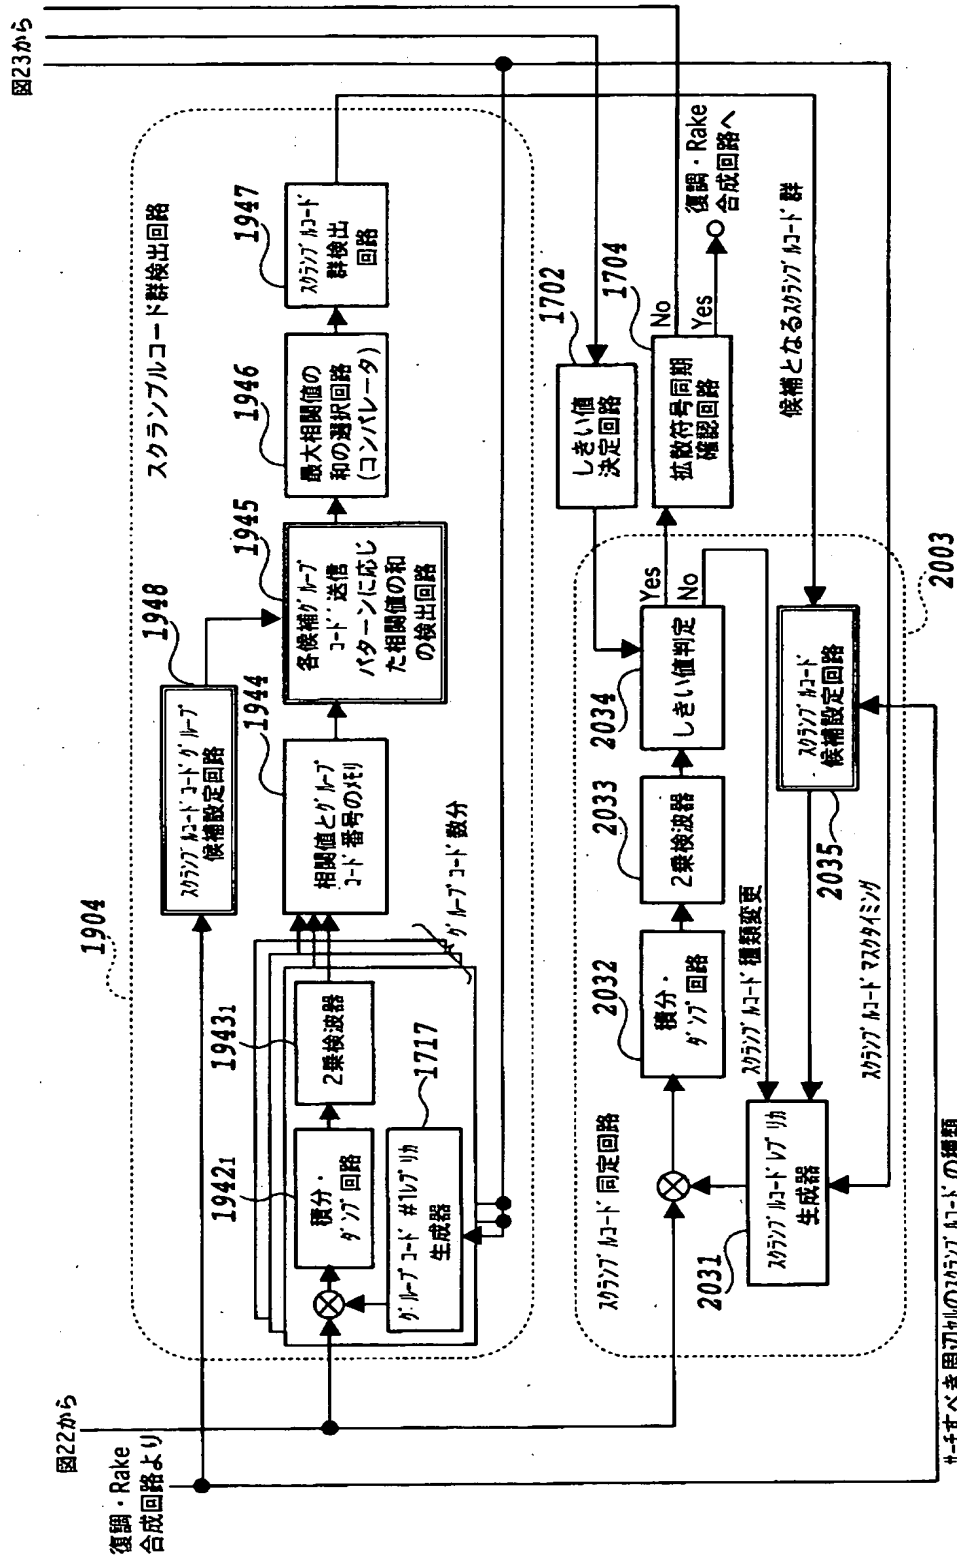 図23から
図22から
復調・Rake
合成回路より
1904
スクランブルコード群検出回路
1948
スクランブルコードコードグループ
候補設定回路
1942₁
積分・
ダンプ回路
1943₁
2乗検波器
1717
グループコード #1レプリカ
生成器
グループコード数分
1944
相関値とグループ
コード番号のメモリ
1945
各候補グループ
コード送信
パターンに応じ
た相関値の和
の検出回路
1946
最大相関値の
和の選択回路
(コンパレータ)
1947
スクランブルコード
群検出
回路
1702
しきい値
決定回路
1704
拡散符号同期
確認回路
No
Yes
復調・Rake
合成回路へ
スクランブルコード同定回路
2031
スクランブルコードレプリカ
生成器
2032
積分・
ダンプ回路
2033
2乗検波器
2034
しきい値判定
Yes
No
スクランブルコード種類変更
2035
スクランブルコード
候補設定回路
スクランブルコードマスクタイミング
候補となるスクランブルコード群
2003
サーチすべき周辺セルのスクランブルコードの種類